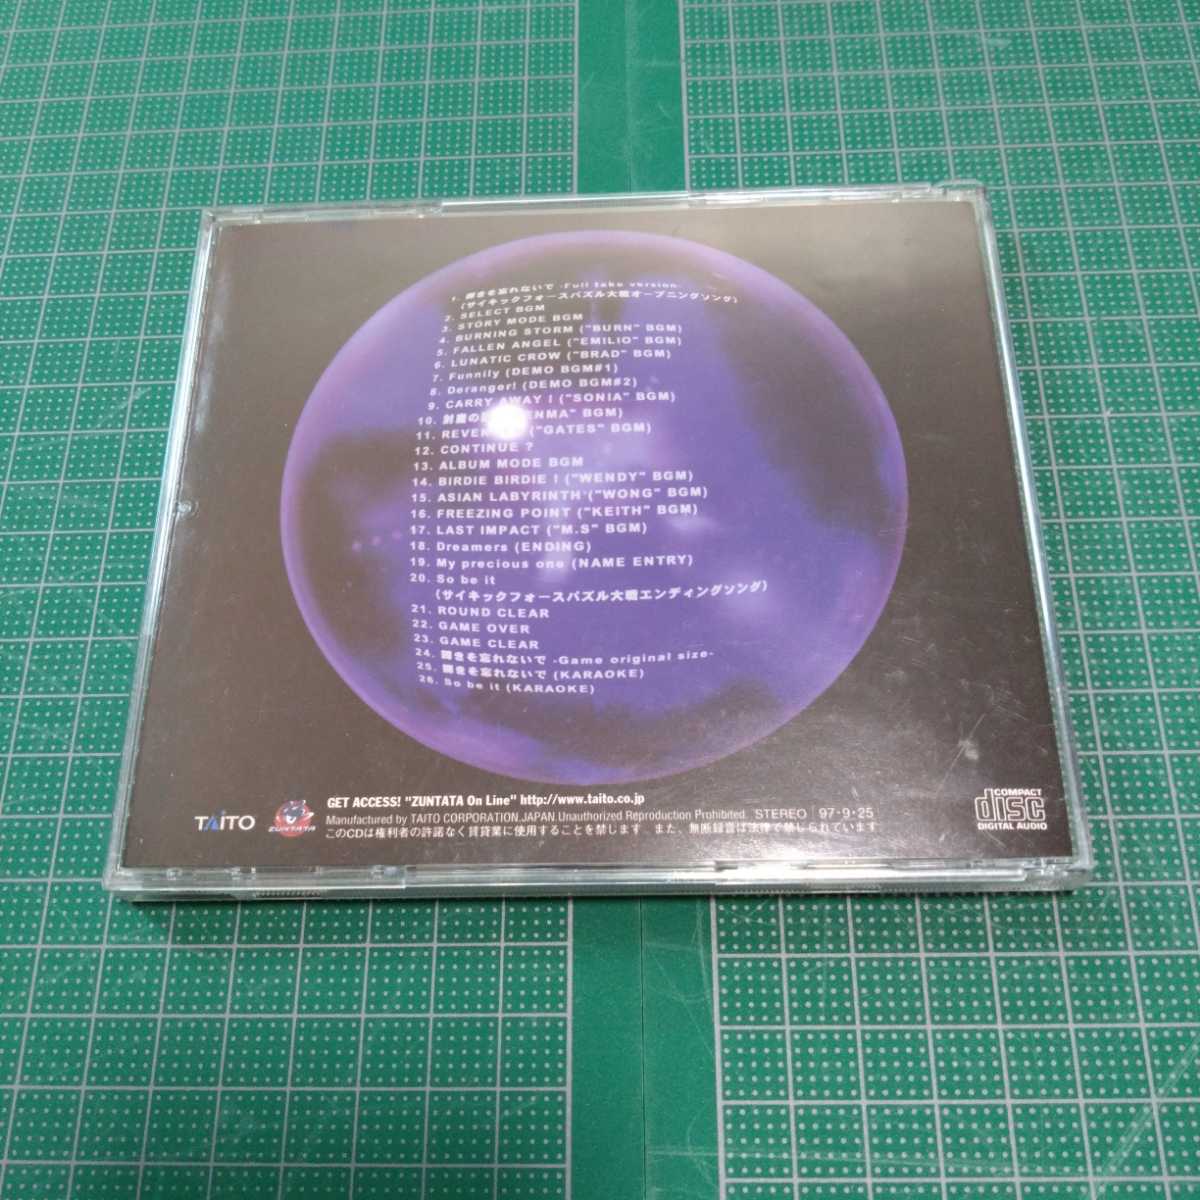 1. 輝きを忘れないで -Full take version-
(サイキックフォースパズル大戦オープニングソング)
2. SELECT BGM
3. STORY MODE BGM
4. BURNING STORM ("BURN" BGM)
5. FALLEN ANGEL ("EMILIO" BGM)
6. LUNATIC CROW ("BRAD" BGM)
7. Funnily (DEMO BGM#1)
8. Deranger! (DEMO BGM#2)
9. CARRY AWAY ! ("SONIA" BGM)
10. BGM)
11. ("GATES" BGM)
12. CONTINUE ?
13. ALBUM MODE BGM
14. BIRDIE BIRDIE ! ("WENDY" BGM)
15. ASIAN LABYRINTH ("WONG" BGM)
16. FREEZING POINT ("KEITH" BGM)
17. LAST IMPACT ("M.S" BGM)
18. Dreamers (ENDING)
19. My precious one (NAME ENTRY)
20. So be it
(サイキックフォースパズル大戦エンディングソング)
21. ROUND CLEAR
22. GAME OVER
23. GAME CLEAR
24. 輝きを忘れないで -Game original size-
25. 輝きを忘れないで (KARAOKE)
26. So be it (KARAOKE)
TAITO
ZUNTATA
GET ACCESS! "ZUNTATA On Line" http://www.taito.co.jp
Manufactured by TAITO CORPORATION.JAPAN.Unauthorized Reproduction Prohibited. STEREO 97・9・25
このCDは権利者の許諾なく賃貸業に使用することを禁じます。また、無断録音は法律で禁じられています
COMPACT
disc
DIGITAL AUDIO